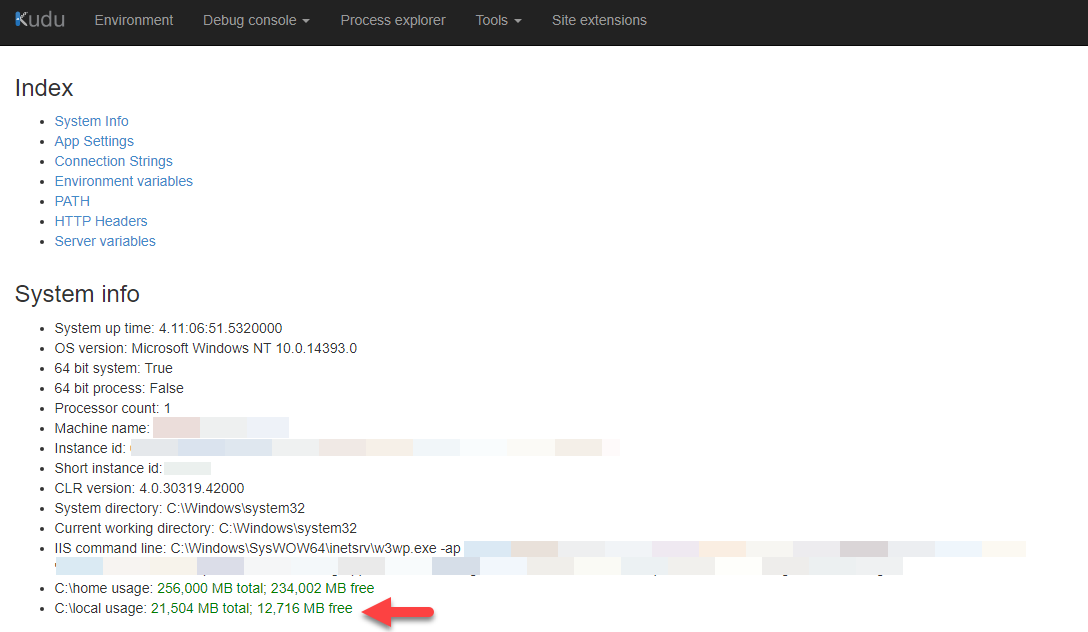 Kudu Environment Debug console Process explorer Tools Site extensions
Index
System Info
App Settings
Connection Strings
Environment variables
PATH
HTTP Headers
Server variables
System info
System up time: 4.11:06:51.5320000
OS version: Microsoft Windows NT 10.0.14393.0
64 bit system: True
64 bit process: False
Processor count: 1
Machine name:
Instance id:
Short instance id:
CLR version: 4.0.30319.42000
System directory: C:\Windows\system32
Current working directory: C:\Windows\system32
IIS command line: C:\Windows\SysWOW64\inetsrv\w3wp.exe -ap
C:\home usage: 256,000 MB total; 234,002 MB free
C:\local usage: 21,504 MB total; 12,716 MB free